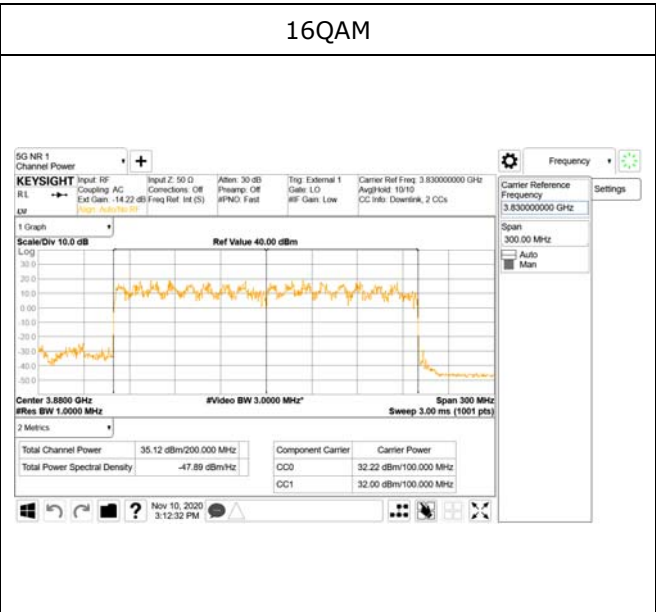 16QAM
5G NR 1
Channel Power
+
Frequency
KEYSIGHT
Input: RF
Input Z: 50 Ω
Atten: 30 dB
Trig: External 1
Carrier Ref Freq: 3.830000000 GHz
RL
Coupling: AC
Corrections: Off
Preamp: Off
Gate: LO
Avg|Hold: 10/10
Ext Gain: -14.22 dB
Freq Ref: Int (S)
#PNO: Fast
#IF Gain: Low
CC Info: Downlink, 2 CCs
Align: Auto/No RF
Carrier Reference
Frequency
3.830000000 GHz
Settings
Span
300.00 MHz
Auto
Man
1 Graph
Scale/Div 10.0 dB
Ref Value 40.00 dBm
Log
30.0
20.0
10.0
0.00
-10.0
-20.0
-30.0
-40.0
-50.0
Center 3.8800 GHz
#Video BW 3.0000 MHz*
Span 300 MHz
#Res BW 1.0000 MHz
Sweep 3.00 ms (1001 pts)
2 Metrics
Total Channel Power
35.12 dBm/200.000 MHz
Total Power Spectral Density
-47.89 dBm/Hz
Component Carrier
Carrier Power
CC0
32.22 dBm/100.000 MHz
CC1
32.00 dBm/100.000 MHz
?
Nov 10, 2020
3:12:32 PM